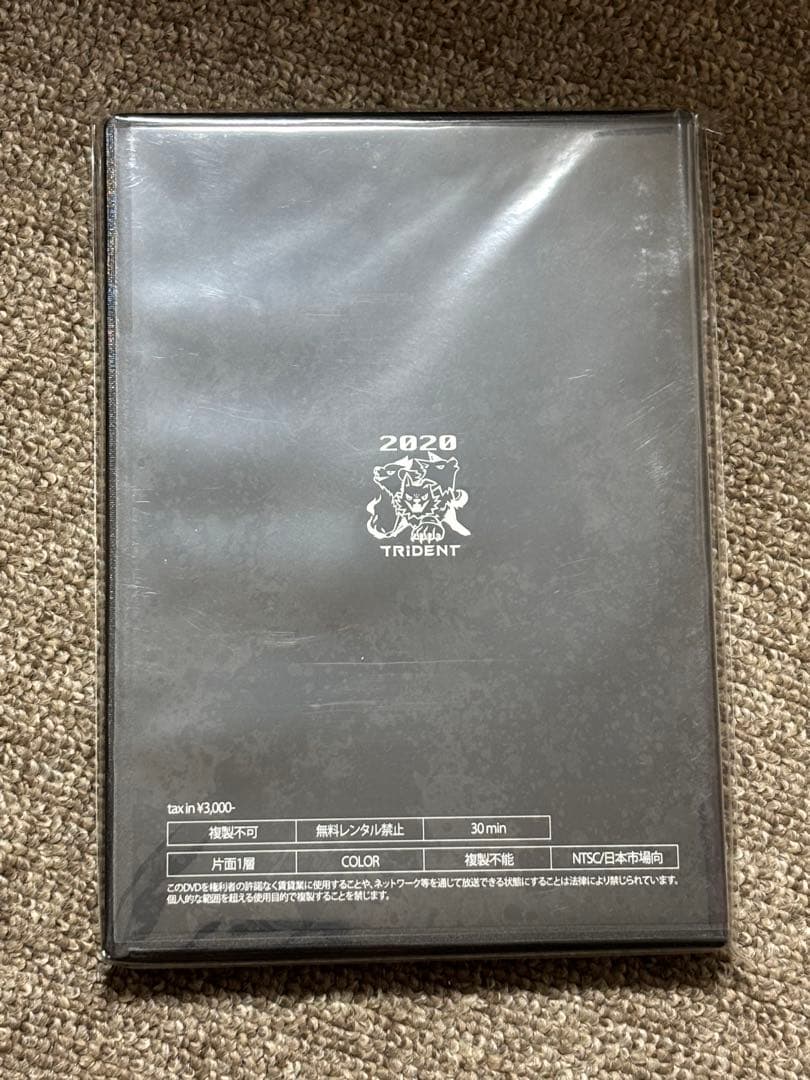 2020
TRiDENT
tax in ¥3,000-
複製不可 無料レンタル禁止 30 min
片面1層 COLOR 複製不能 NTSC/日本市場向
このDVDを権利者の許諾なく賃貸業に使用することや、ネットワーク等を通じて放送できる状態にすることは法律により禁じられています。
個人的な範囲を超える使用目的で複製することを禁じます。